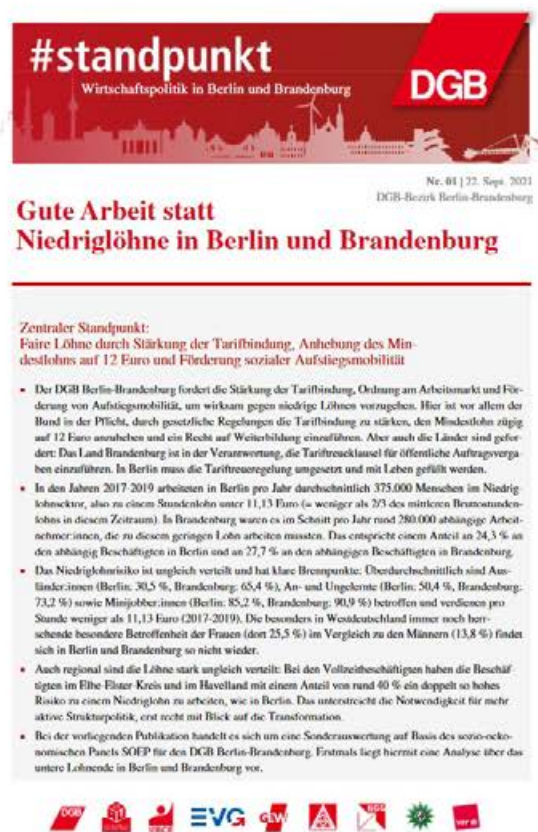 #standpunkt
Wirtschaftspolitik in Berlin und Brandenburg
DGB
Nr. 01 | 22. Sept. 2021
DGB-Bezirk Berlin-Brandenburg
Gute Arbeit statt
Niedriglöhne in Berlin und Brandenburg
Zentraler Standpunkt:
Faire Löhne durch Stärkung der Tarifbindung, Anhebung des Min-
destlohns auf 12 Euro und Förderung sozialer Aufstiegsmobilität
• Der DGB Berlin-Brandenburg fordert die Stärkung der Tarifbindung, Ordnung am Arbeitsmarkt und För-
derung von Aufstiegsmobilität, um wirksam gegen niedrige Löhnen vorzugehen. Hier ist vor allem der
Bund in der Pflicht, durch gesetzliche Regelungen die Tarifbindung zu stärken, den Mindestlohn zügig
auf 12 Euro anzuheben und ein Recht auf Weiterbildung einzuführen. Aber auch die Länder sind gefor-
dert: Das Land Brandenburg ist in der Verantwortung, die Tariftreueklausel für öffentliche Auftragsverga-
ben einzuführen. In Berlin muss die Tariftreueregelung umgesetzt und mit Leben gefüllt werden.
• In den Jahren 2017-2019 arbeiteten in Berlin pro Jahr durchschnittlich 375.000 Menschen im Niedrig-
lohnsektor, also zu einem Stundenlohn unter 11,13 Euro (= weniger als 2/3 des mittleren Bruttostunden-
lohns in diesem Zeitraum). In Brandenburg waren es im Schnitt pro Jahr rund 280.000 abhängige Arbeit-
nehmer:innen, die zu diesem geringen Lohn arbeiten mussten. Das entspricht einem Anteil an 24,3 % an
den abhängig Beschäftigten in Berlin und an 27,7 % an den abhängigen Beschäftigten in Brandenburg.
• Das Niedriglohnrisiko ist ungleich verteilt und hat klare Brennpunkte: Überdurchschnittlich sind Aus-
länder:innen (Berlin: 30,5 %, Brandenburg: 65,4 %), An- und Ungelernte (Berlin: 50,4 %, Brandenburg:
73,2 %) sowie Minijobber:innen (Berlin: 85,2 %, Brandenburg: 90,9 %) betroffen und verdienen pro
Stunde weniger als 11,13 Euro (2017-2019). Die besonders in Westdeutschland immer noch herr-
schende besondere Betroffenheit der Frauen (dort 25,5 %) im Vergleich zu den Männern (13,8 %) findet
sich in Berlin und Brandenburg so nicht wieder.
• Auch regional sind die Löhne stark ungleich verteilt: Bei den Vollzeitbeschäftigten haben die Beschäf
tigten im Elbe-Elster-Kreis und im Havelland mit einem Anteil von rund 40 % ein doppelt so hohes
Risiko zu einem Niedriglohn zu arbeiten, wie in Berlin. Das unterstreicht die Notwendigkeit für mehr
aktive Strukturpolitik, erst recht mit Blick auf die Transformation.
• Bei der vorliegenden Publikation handelt es sich um eine Sonderauswertung auf Basis des sozio-oeko-
nomischen Panels SOEP für den DGB Berlin-Brandenburg. Erstmals liegt hiermit eine Analyse über das
untere Lohnende in Berlin und Brandenburg vor.
DGB EVG GEW NGG ver.di